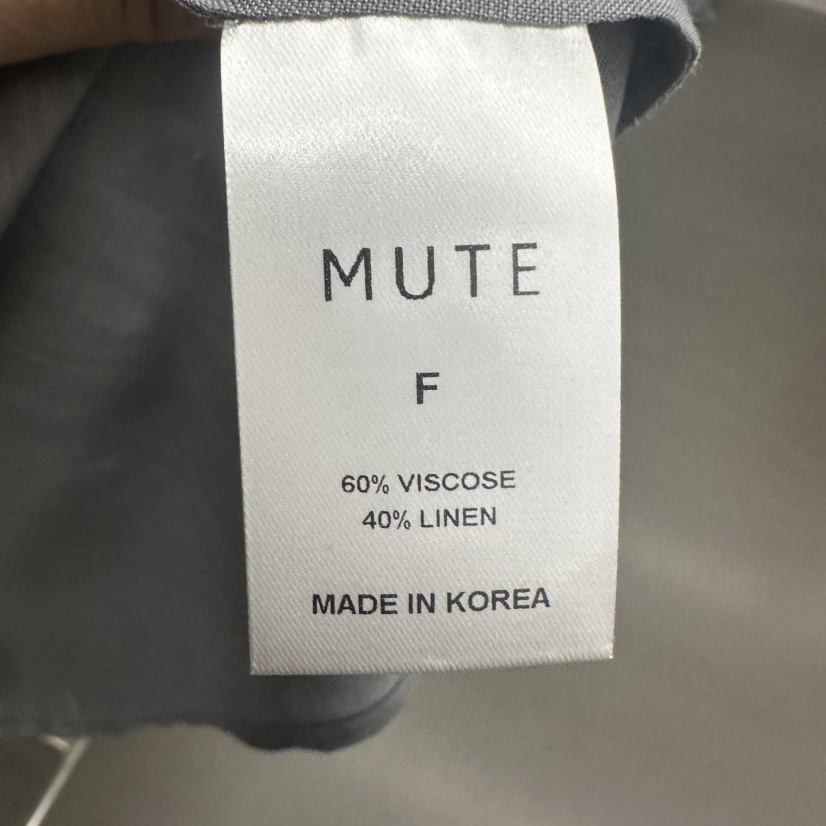 MUTE
F
60% VISCOSE
40% LINEN
MADE IN KOREA